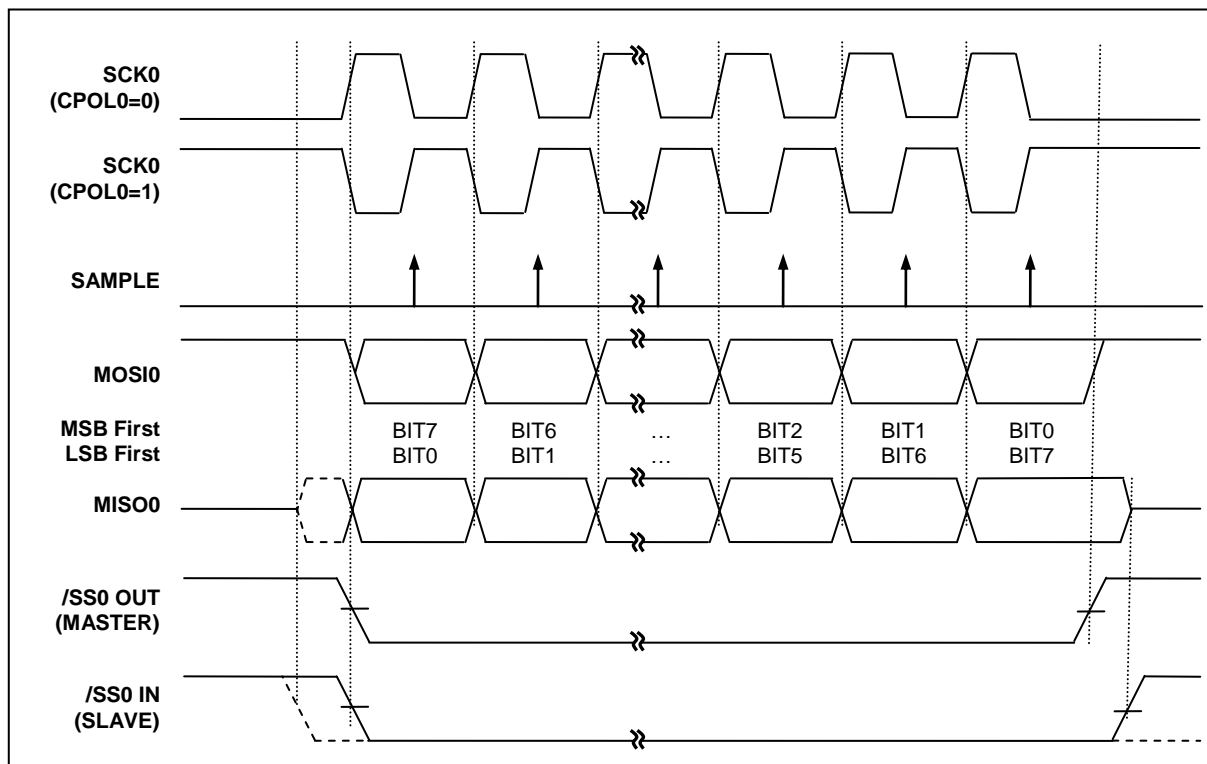 SCK0
(CPOL0=0)
SCK0
(CPOL0=1)
SAMPLE
MOSI0
MSB First BIT7 BIT6 … BIT2 BIT1 BIT0
LSB First BIT0 BIT1 … BIT5 BIT6 BIT7
MISO0
/SS0 OUT
(MASTER)
/SS0 IN
(SLAVE)